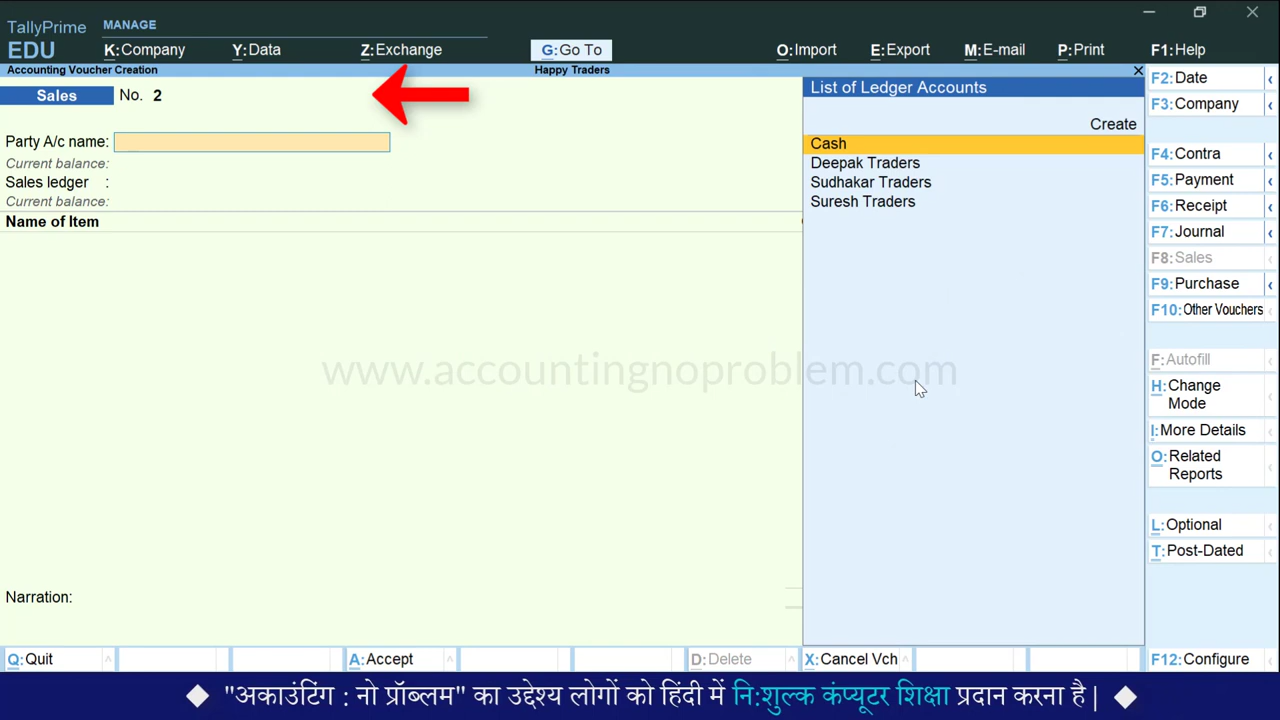 TallyPrime
EDU
MANAGE
K:Company
Y:Data
Z:Exchange
G:Go To
O:Import
E:Export
M:E-mail
P:Print
F1:Help
Accounting Voucher Creation
Happy Traders
Sales No. 2
Party A/c name:
Current balance:
Sales ledger :
Current balance:
Name of Item
List of Ledger Accounts
Create
Cash
Deepak Traders
Sudhakar Traders
Suresh Traders
F2:Date
F3:Company
F4:Contra
F5:Payment
F6:Receipt
F7:Journal
F8:Sales
F9:Purchase
F10:Other Vouchers
F:Autofill
H:Change
Mode
I:More Details
O:Related
Reports
L:Optional
T:Post-Dated
F12:Configure
www.accountingnoproblem.com
Narration:
Q:Quit
A:Accept
D:Delete
X:Cancel Vch
"अकाउंटिंग : नो प्रॉब्लम" का उद्देश्य लोगों को हिंदी में नि:शुल्क कंप्यूटर शिक्षा प्रदान करना है |